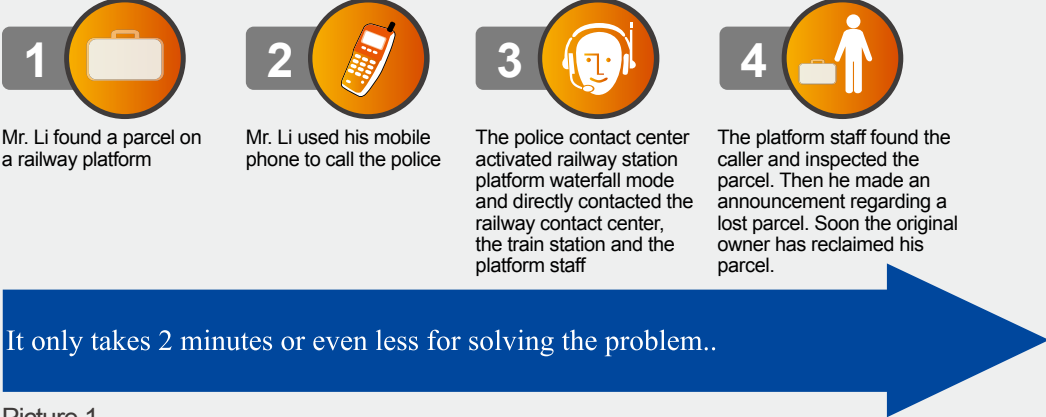 1
2
3
4
Mr. Li found a parcel on
a railway platform
Mr. Li used his mobile
phone to call the police
The police contact center
activated railway station
platform waterfall mode
and directly contacted the
railway contact center,
the train station and the
platform staff
The platform staff found the
caller and inspected the
parcel. Then he made an
announcement regarding a
lost parcel. Soon the original
owner has reclaimed his
parcel.
It only takes 2 minutes or even less for solving the problem..
Picture 1